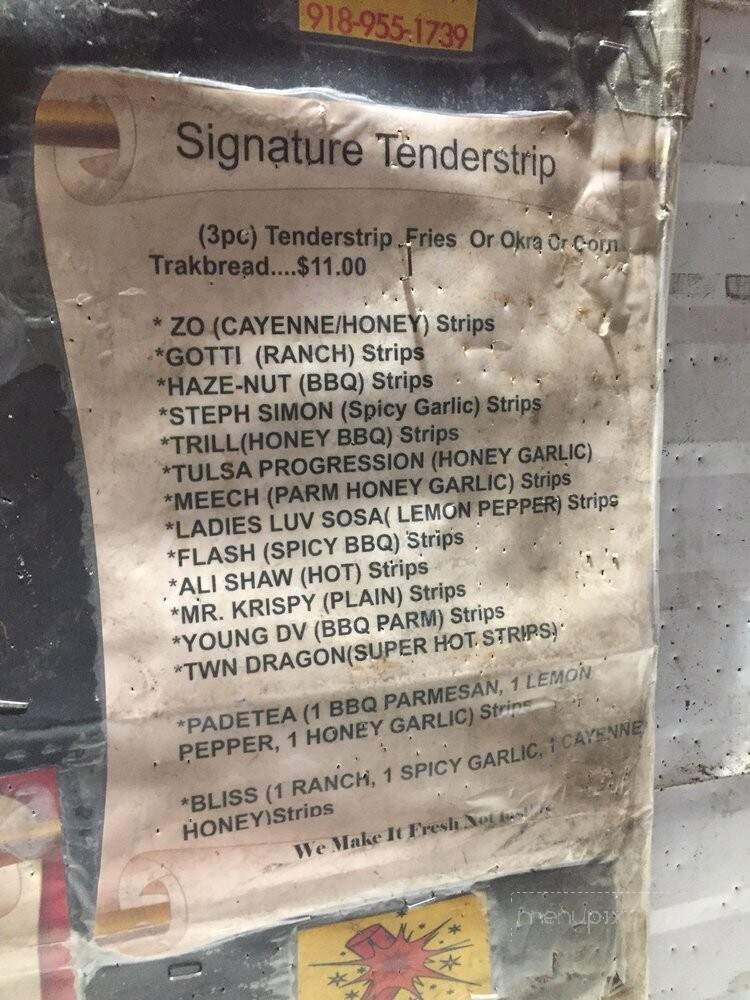 918-955-1739
Signature Tenderstrip
(3pc) Tenderstrip Fries Or Okra Or Corn
Trakbread....$11.00
* ZO (CAYENNE/HONEY) Strips
*GOTTI (RANCH) Strips
*HAZE-NUT (BBQ) Strips
*STEPH SIMON (Spicy Garlic) Strips
*TRILL(HONEY BBQ) Strips
*TULSA PROGRESSION (HONEY GARLIC)
*MEECH (PARM HONEY GARLIC) Strips
*LADIES LUV SOSA( LEMON PEPPER) Strips
*FLASH (SPICY BBQ) Strips
*ALI SHAW (HOT) Strips
*MR. KRISPY (PLAIN) Strips
*YOUNG DV (BBQ PARM) Strips
*TWN DRAGON(SUPER HOT STRIPS)
*PADETEA (1 BBQ PARMESAN, 1 LEMON
PEPPER, 1 HONEY GARLIC) Strips
*BLISS (1 RANCH, 1 SPICY GARLIC, 1 CAYENNE
HONEY)Strips
We Make It Fresh Not
menupix